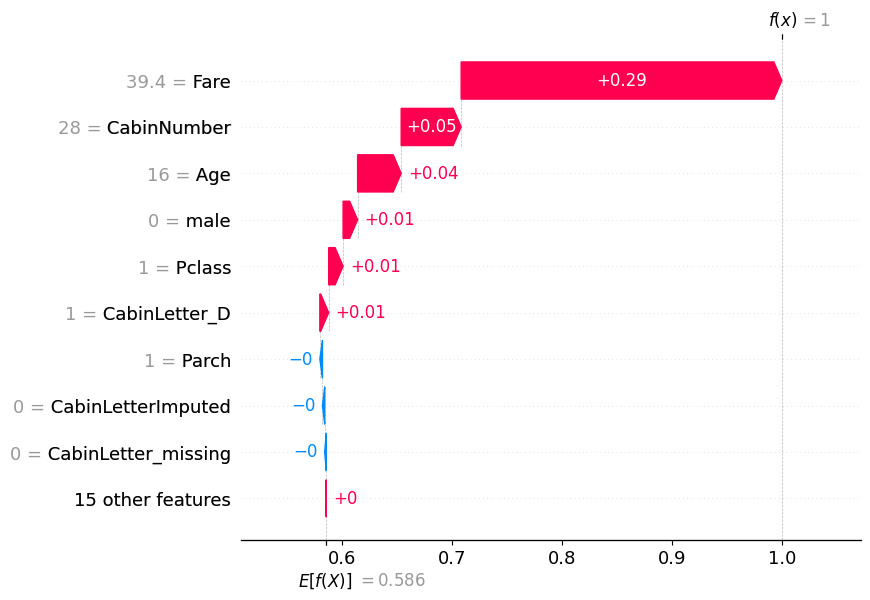 f(x) = 1
39.4 = Fare +0.29
28 = CabinNumber +0.05
16 = Age +0.04
0 = male +0.01
1 = Pclass +0.01
1 = CabinLetter_D +0.01
1 = Parch −0
0 = CabinLetterImputed −0
0 = CabinLetter_missing −0
15 other features +0
0.6 0.7 0.8 0.9 1.0
E[f(X)] = 0.586